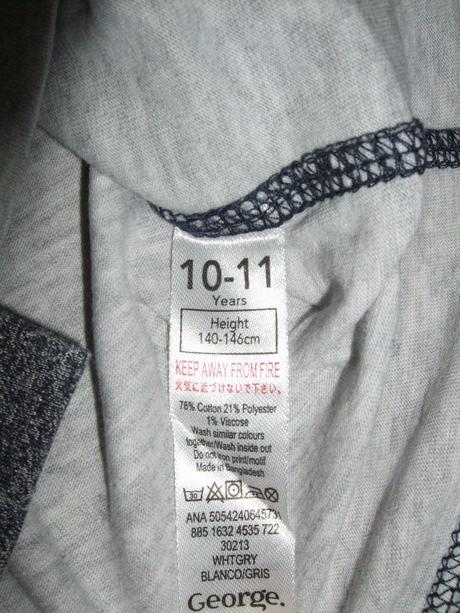 10-11
Years
Height
140-146cm
KEEP AWAY FROM FIRE
火気に近づけないで下さい。
78% Cotton 21% Polyester
1% Viscose
Wash similar colours
together/Wash inside out
Do not iron print/motif
Made in Bangladesh
ANA 505424064573
885 1632 4535 722
30213
WHTGRY
BLANCO/GRIS
George.